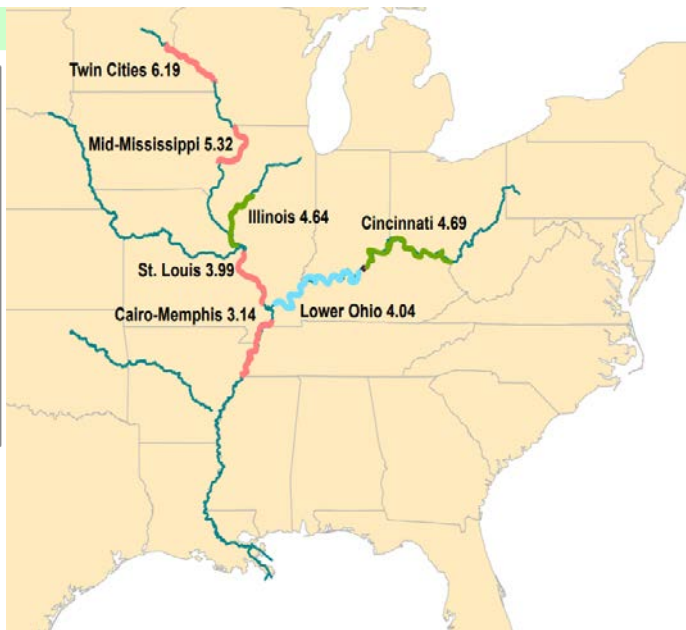 Twin Cities 6.19
Mid-Mississippi 5.32
Illinois 4.64
Cincinnati 4.69
St. Louis 3.99
Cairo-Memphis 3.14
Lower Ohio 4.04